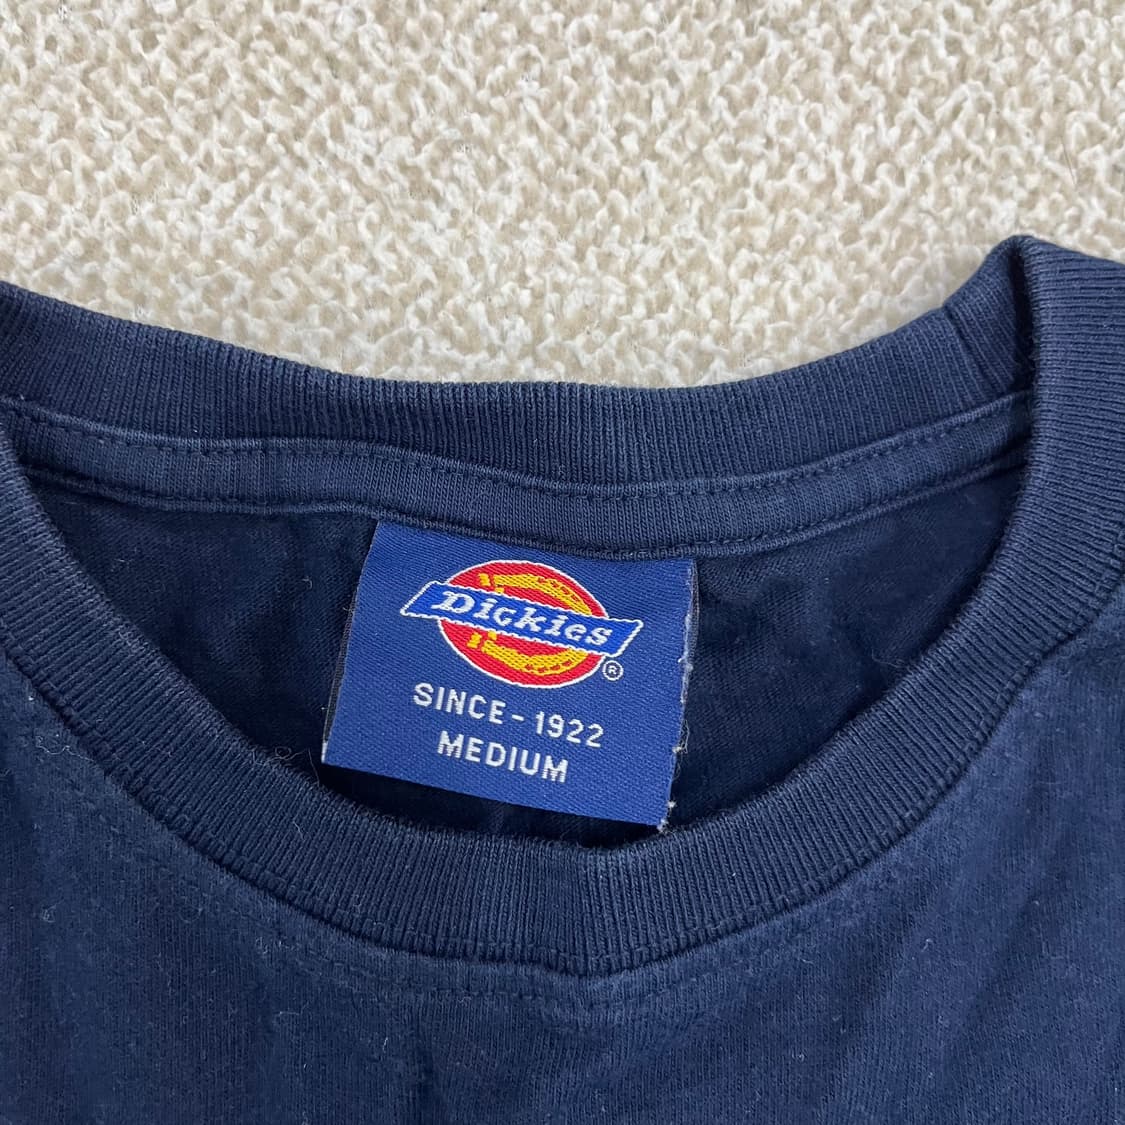 Dickies
®
SINCE - 1922
MEDIUM